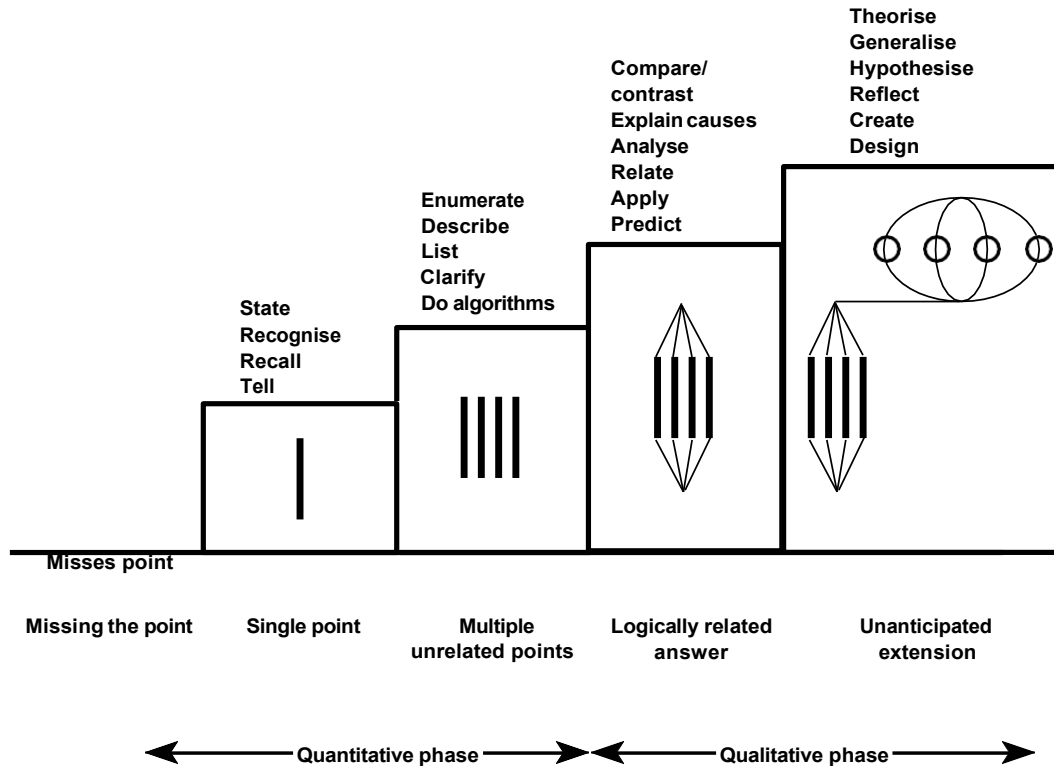 Theorise
Generalise
Hypothesise
Reflect
Create
Design
Compare/
contrast
Explain causes
Analyse
Relate
Apply
Predict
Enumerate
Describe
List
Clarify
Do algorithms
State
Recognise
Recall
Tell
Misses point
Missing the point
Single point
Multiple
unrelated points
Logically related
answer
Unanticipated
extension
Quantitative phase
Qualitative phase